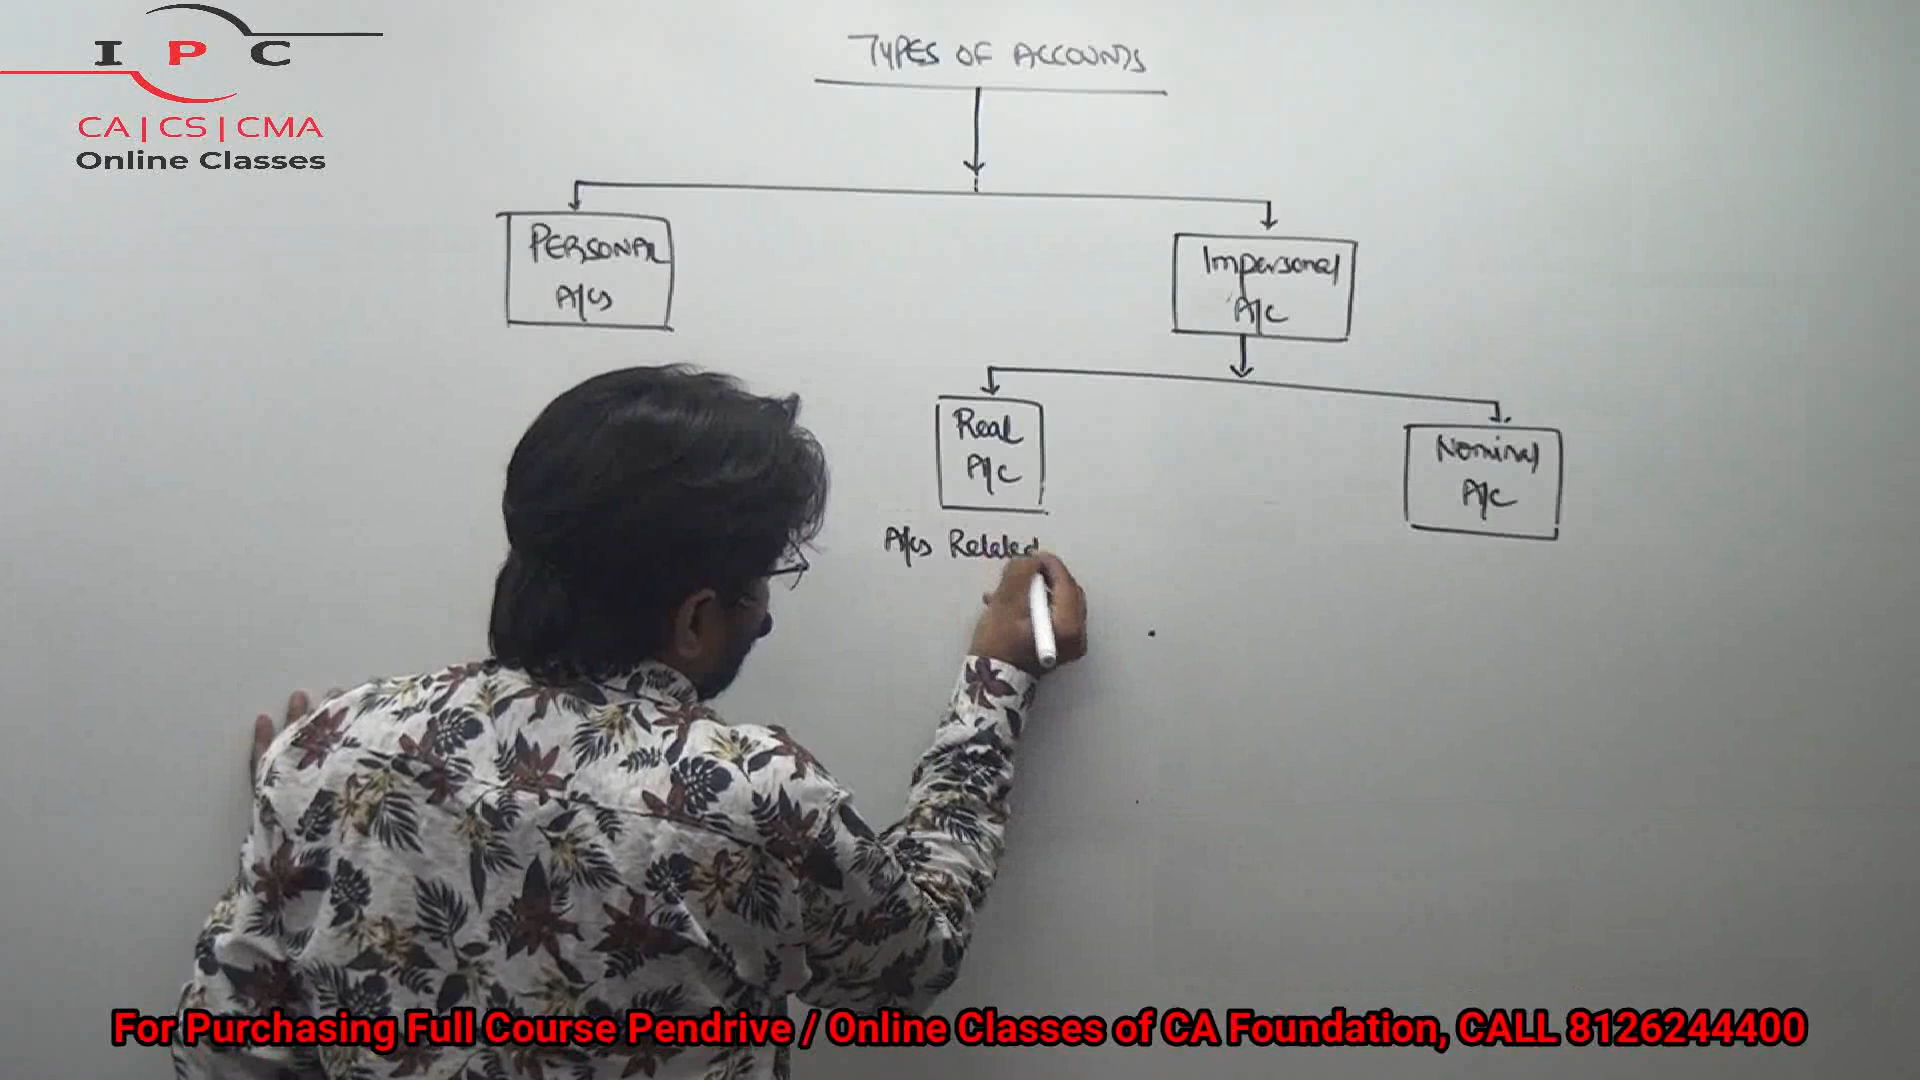 I P C
CA | CS | CMA
Online Classes
TYPES OF ACCOUNTS
PERSONAL
A/cs
Impersonal
A/c
Real
A/c
Nominal
A/c
A/cs Related
For Purchasing Full Course Pendrive / Online Classes of CA Foundation, CALL 8126244400